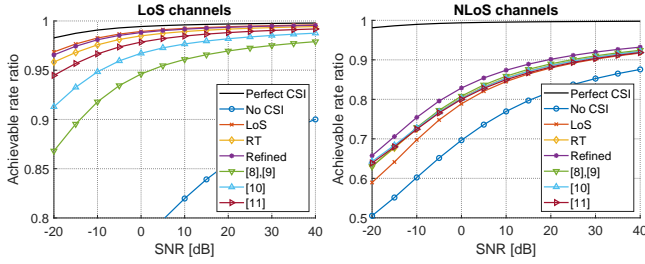 LoS channels
Achievable rate ratio
1
0.95
0.9
0.85
0.8
-20 -10 0 10 20 30 40
SNR [dB]
Perfect CSI
No CSI
LoS
RT
Refined
[8],[9]
[10]
[11]
NLoS channels
Achievable rate ratio
1
0.9
0.8
0.7
0.6
0.5
-20 -10 0 10 20 30 40
SNR [dB]
Perfect CSI
No CSI
LoS
RT
Refined
[8],[9]
[10]
[11]